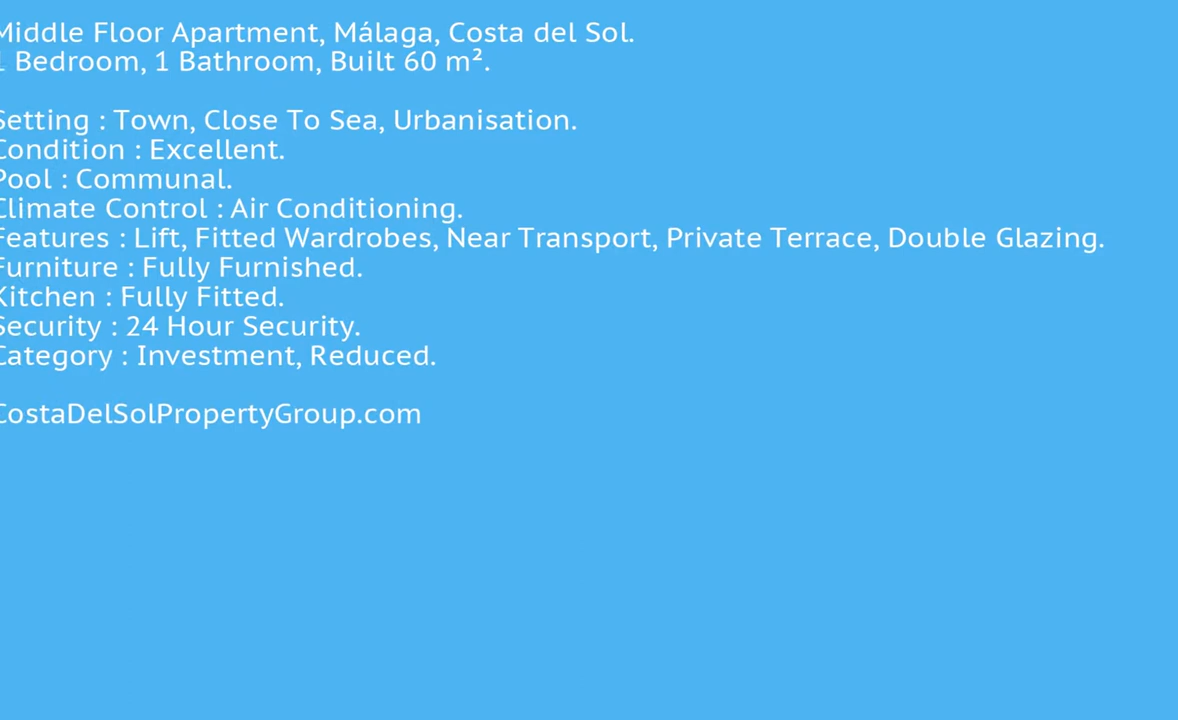 Middle Floor Apartment, Málaga, Costa del Sol.
1 Bedroom, 1 Bathroom, Built 60 m².
Setting : Town, Close To Sea, Urbanisation.
Condition : Excellent.
Pool : Communal.
Climate Control : Air Conditioning.
Features : Lift, Fitted Wardrobes, Near Transport, Private Terrace, Double Glazing.
Furniture : Fully Furnished.
Kitchen : Fully Fitted.
Security : 24 Hour Security.
Category : Investment, Reduced.
CostaDelSolPropertyGroup.com